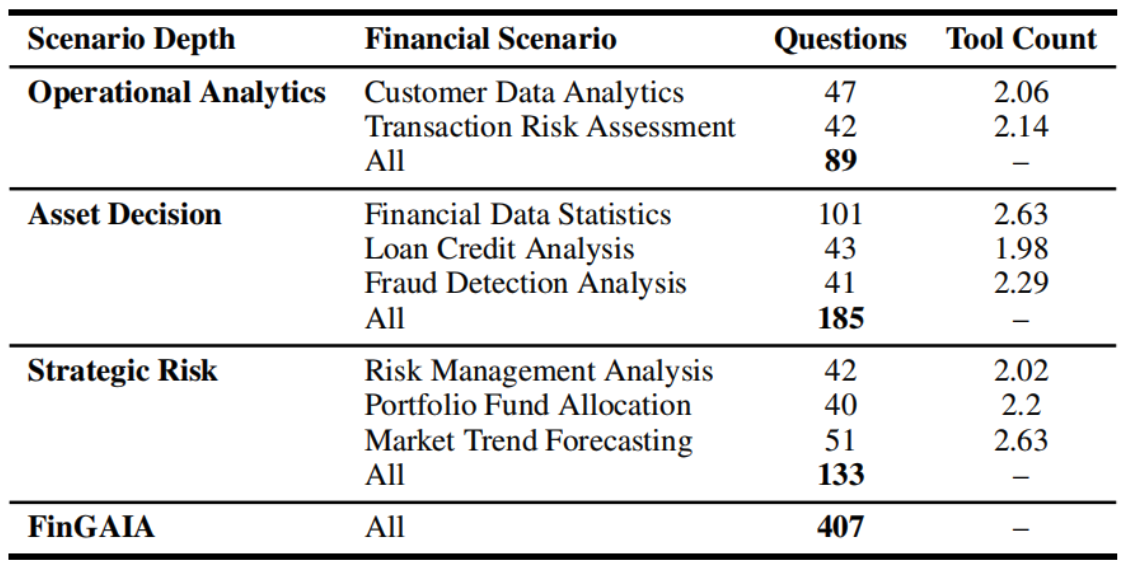 Scenario Depth Financial Scenario Questions Tool Count
Operational Analytics Customer Data Analytics 47 2.06
Transaction Risk Assessment 42 2.14
All 89 –
Asset Decision Financial Data Statistics 101 2.63
Loan Credit Analysis 43 1.98
Fraud Detection Analysis 41 2.29
All 185 –
Strategic Risk Risk Management Analysis 42 2.02
Portfolio Fund Allocation 40 2.2
Market Trend Forecasting 51 2.63
All 133 –
FinGAIA All 407 –